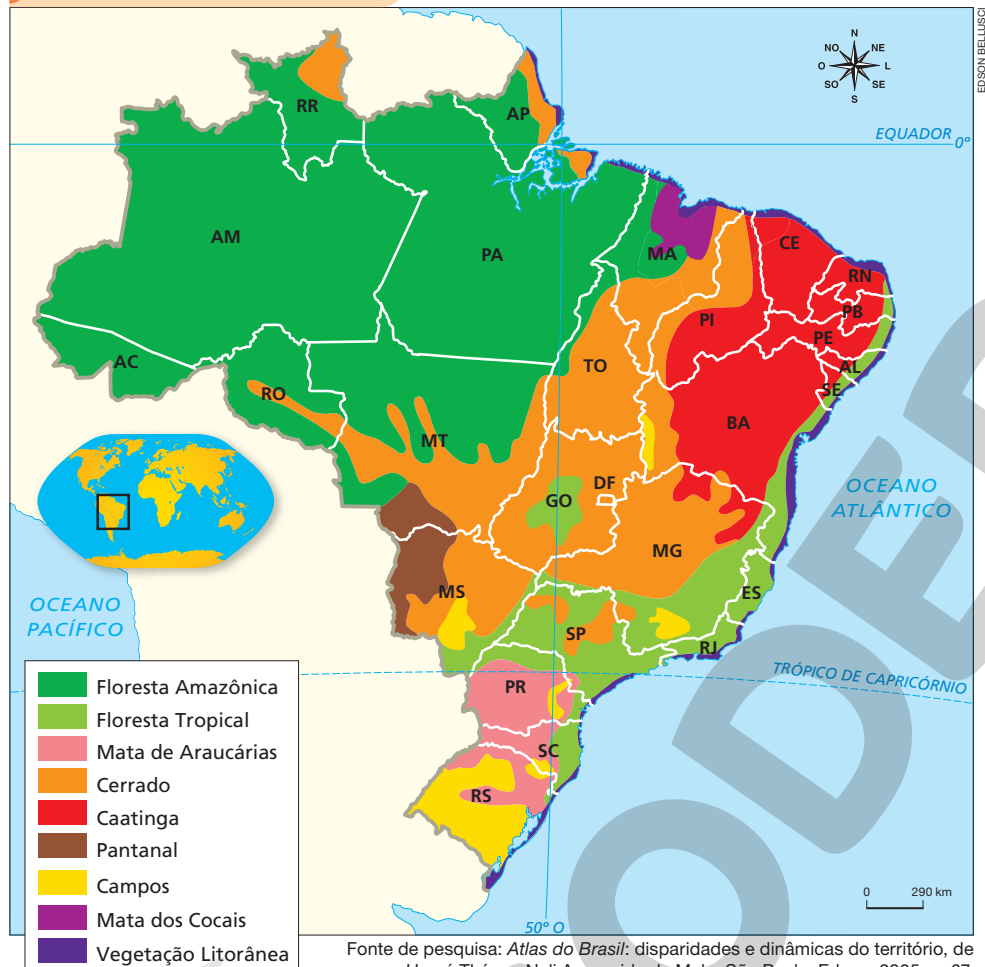 EDSON BELLUSCI
N
NO NE
O L
SO SE
S
RR
AP
EQUADOR 0°
AM
PA
MA
CE
RN
PB
PE
PI
AL
SE
AC
TO
RO
BA
MT
OCEANO
ATLÂNTICO
DF
GO
MG
MS
ES
OCEANO
PACÍFICO
SP
RJ
TRÓPICO DE CAPRICÓRNIO
PR
SC
RS
Floresta Amazônica
Floresta Tropical
Mata de Araucárias
Cerrado
Caatinga
Pantanal
Campos
Mata dos Cocais
Vegetação Litorânea
0 290 km
50° O
Fonte de pesquisa: Atlas do Brasil: disparidades e dinâmicas do território, de